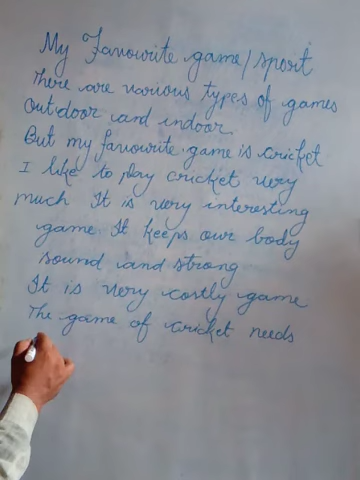 My Favourite game/sport
There are various types of games
Outdoor and indoor.
But my favourite game is cricket
I like to play cricket very
much It is very interesting
game. It keeps our body
sound and strong
It is very costly game
The game of cricket needs